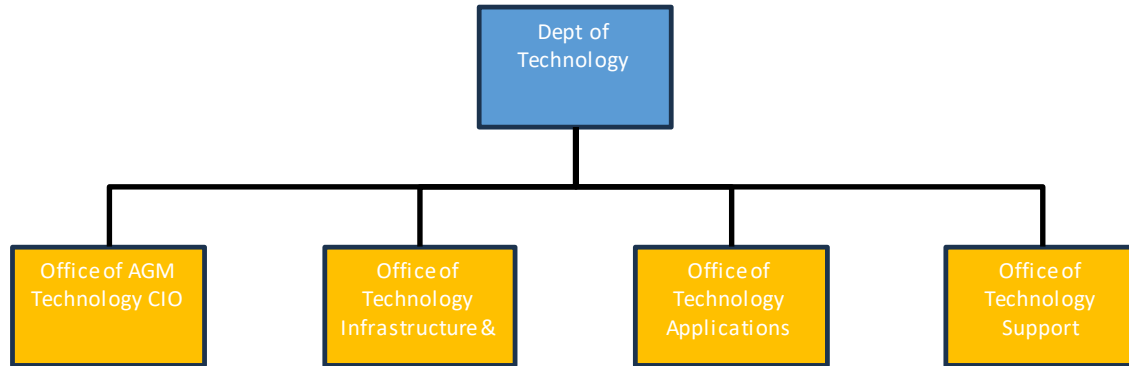 Dept of
Technology
Office of AGM
Technology CIO
Office of
Technology
Infrastructure &
Office of
Technology
Applications
Office of
Technology
Support